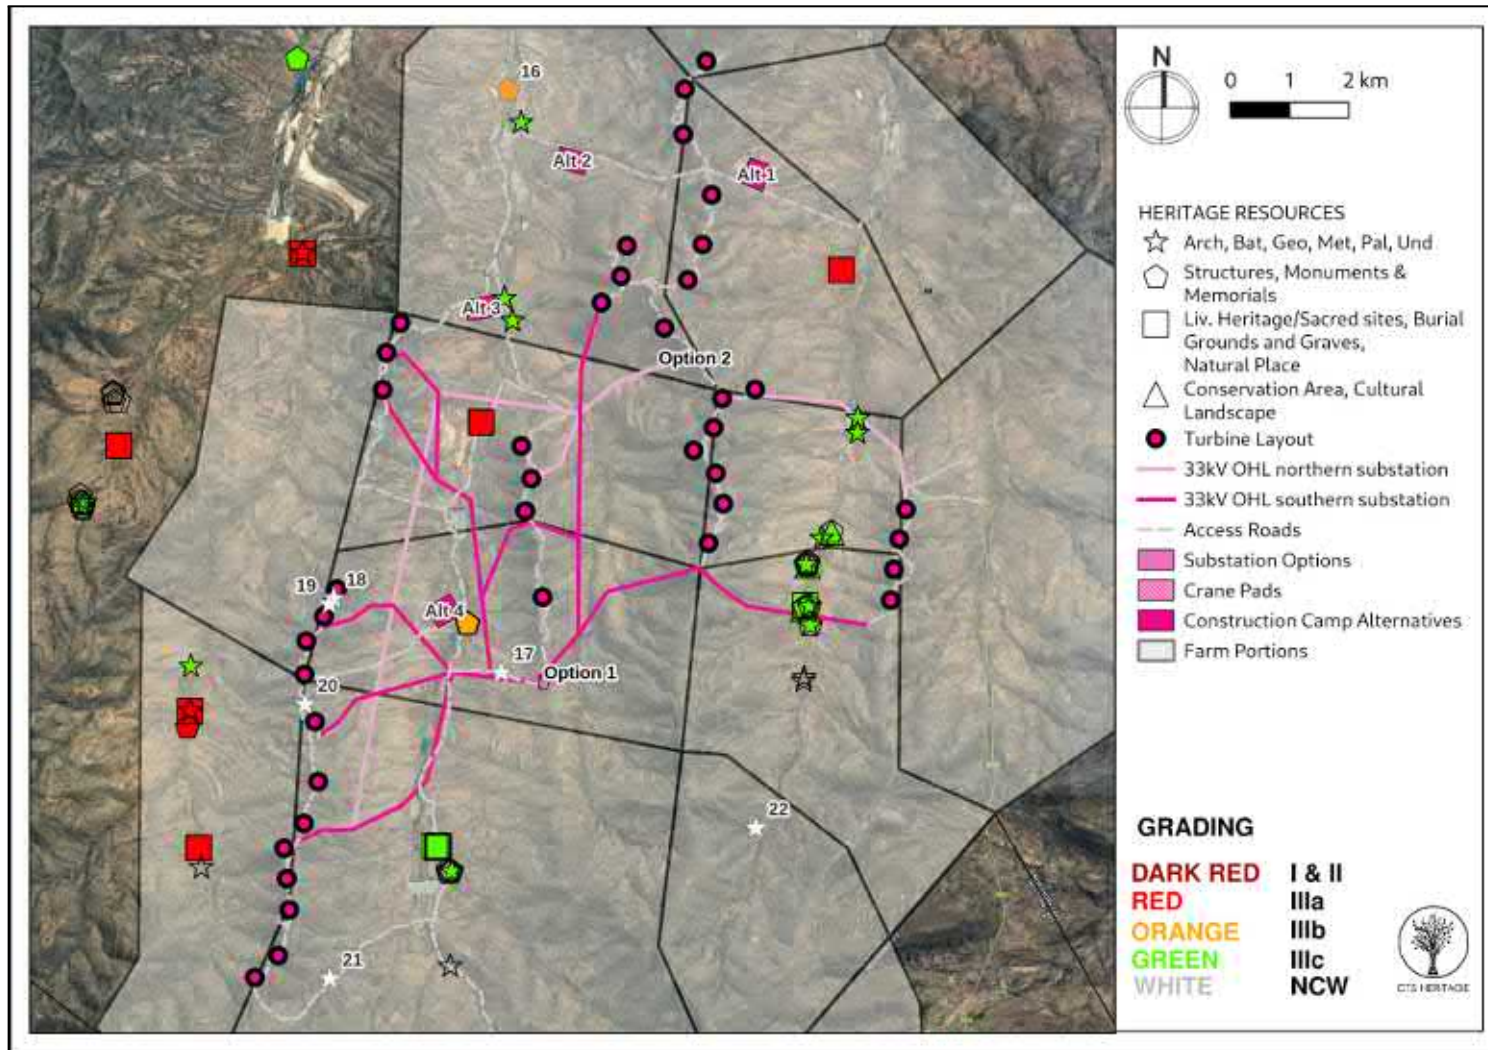 16
Alt 2
Alt 1
Alt 3
Option 2
19
18
Alt 4
17
Option 1
20
22
21
N
0 1 2 km
HERITAGE RESOURCES
Arch, Bat, Geo, Met, Pal, Und
Structures, Monuments &
Memorials
Liv. Heritage/Sacred sites, Burial
Grounds and Graves,
Natural Place
Conservation Area, Cultural
Landscape
Turbine Layout
33kV OHL northern substation
33kV OHL southern substation
Access Roads
Substation Options
Crane Pads
Construction Camp Alternatives
Farm Portions
GRADING
DARK RED I & II
RED IIIa
ORANGE IIIb
GREEN IIIc
WHITE NCW
CTS HERITAGE